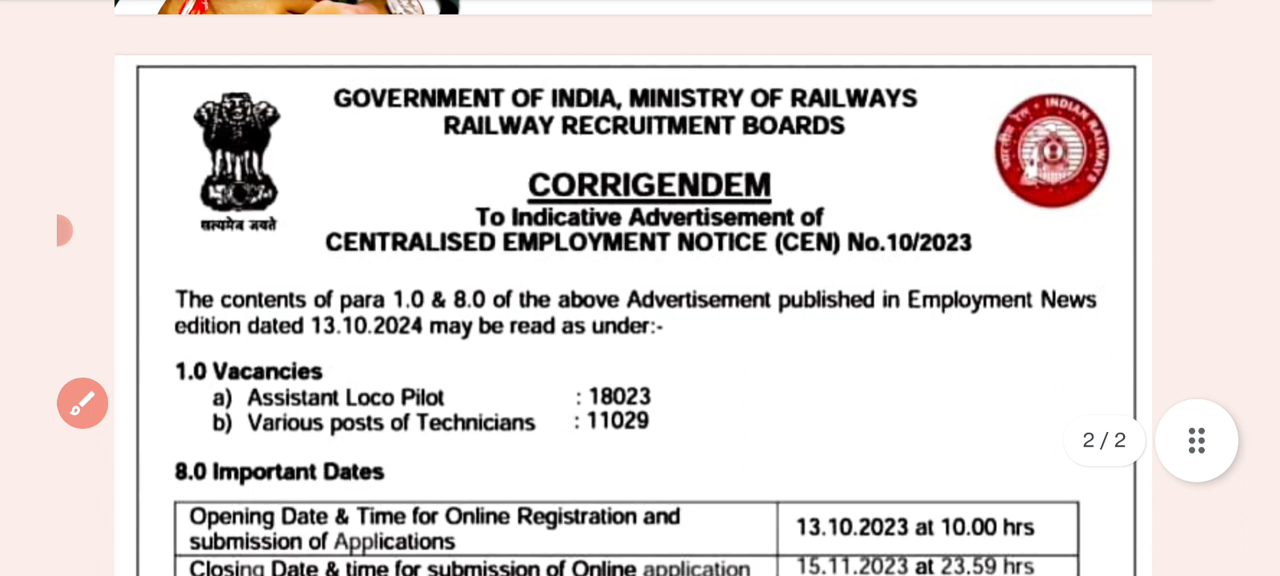 GOVERNMENT OF INDIA, MINISTRY OF RAILWAYS
RAILWAY RECRUITMENT BOARDS
INDIAN RAILWAYS
भारतीय रेल
सत्यमेव जयते
CORRIGENDEM
To Indicative Advertisement of
CENTRALISED EMPLOYMENT NOTICE (CEN) No.10/2023
The contents of para 1.0 & 8.0 of the above Advertisement published in Employment News
edition dated 13.10.2024 may be read as under:-
1.0 Vacancies
a) Assistant Loco Pilot : 18023
b) Various posts of Technicians : 11029
2 / 2
8.0 Important Dates
Opening Date & Time for Online Registration and
submission of Applications
13.10.2023 at 10.00 hrs
Closing Date & time for submission of Online application
15.11.2023 at 23.59 hrs